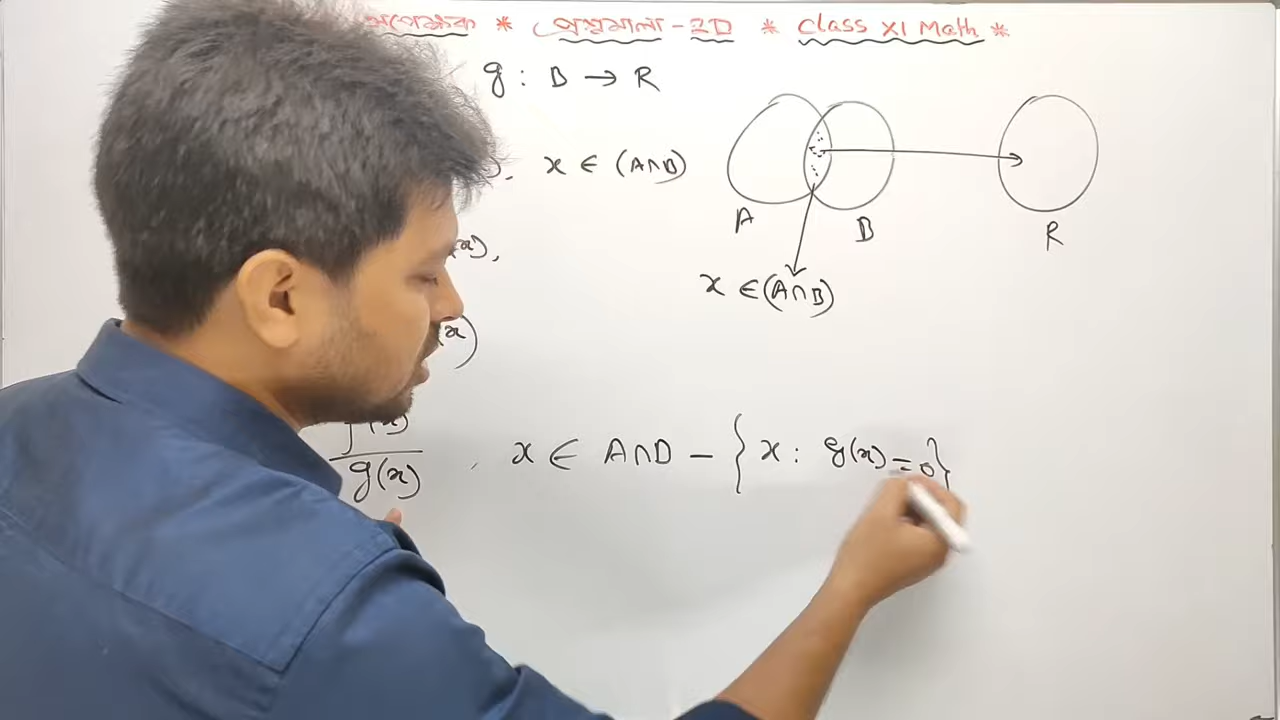 * প্রশ্নমালা - 2D * Class XI Math *
g : B → R
), x ∈ (A∩B)
A B R
(x),
x ∈ (A∩B)
(x)
f(x) / g(x) , x ∈ A∩B − {x : g(x) = 0}